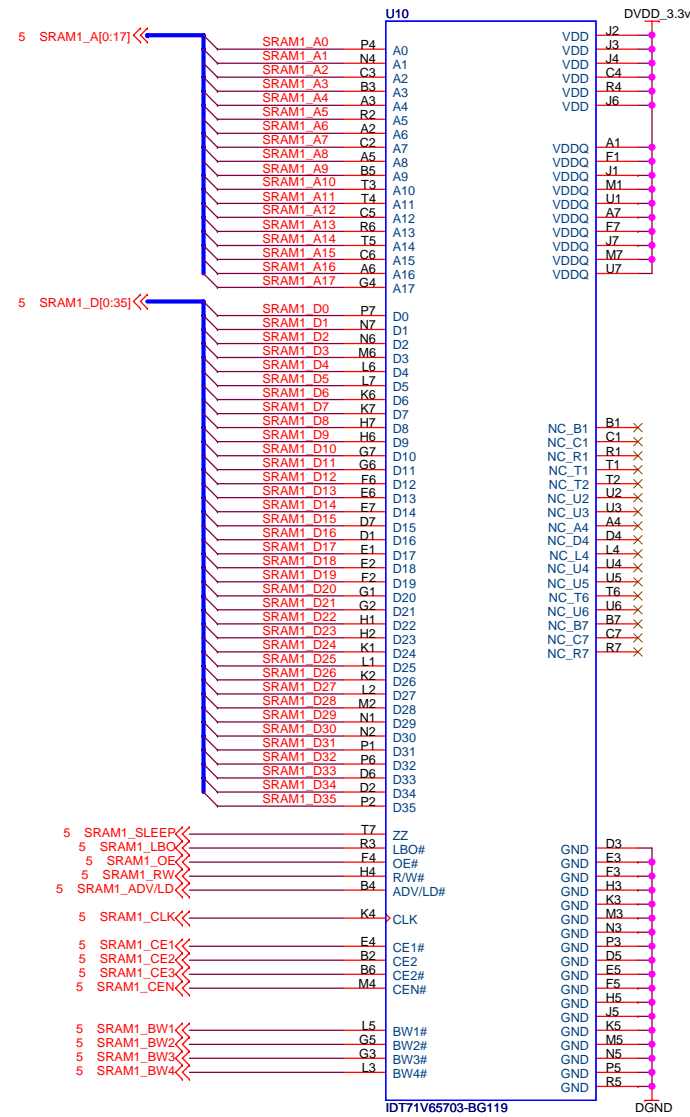 U10
5 SRAM1_A[0:17]
SRAM1_A0 P4 A0
SRAM1_A1 N4 A1
SRAM1_A2 C3 A2
SRAM1_A3 B3 A3
SRAM1_A4 A3 A4
SRAM1_A5 R2 A5
SRAM1_A6 A2 A6
SRAM1_A7 C2 A7
SRAM1_A8 A5 A8
SRAM1_A9 B5 A9
SRAM1_A10 T3 A10
SRAM1_A11 T4 A11
SRAM1_A12 C5 A12
SRAM1_A13 R6 A13
SRAM1_A14 T5 A14
SRAM1_A15 C6 A15
SRAM1_A16 A6 A16
SRAM1_A17 G4 A17
5 SRAM1_D[0:35]
SRAM1_D0 P7 D0
SRAM1_D1 N7 D1
SRAM1_D2 N6 D2
SRAM1_D3 M6 D3
SRAM1_D4 L6 D4
SRAM1_D5 L7 D5
SRAM1_D6 K6 D6
SRAM1_D7 K7 D7
SRAM1_D8 H7 D8
SRAM1_D9 H6 D9
SRAM1_D10 G7 D10
SRAM1_D11 G6 D11
SRAM1_D12 F6 D12
SRAM1_D13 E6 D13
SRAM1_D14 E7 D14
SRAM1_D15 D7 D15
SRAM1_D16 D1 D16
SRAM1_D17 E1 D17
SRAM1_D18 E2 D18
SRAM1_D19 F2 D19
SRAM1_D20 G1 D20
SRAM1_D21 G2 D21
SRAM1_D22 H1 D22
SRAM1_D23 H2 D23
SRAM1_D24 K1 D24
SRAM1_D25 L1 D25
SRAM1_D26 K2 D26
SRAM1_D27 L2 D27
SRAM1_D28 M2 D28
SRAM1_D29 N1 D29
SRAM1_D30 N2 D30
SRAM1_D31 P1 D31
SRAM1_D32 P6 D32
SRAM1_D33 D6 D33
SRAM1_D34 D2 D34
SRAM1_D35 P2 D35
5 SRAM1_SLEEP T7 ZZ
5 SRAM1_LBO R3 LBO#
5 SRAM1_OE F4 OE#
5 SRAM1_RW H4 R/W#
5 SRAM1_ADV/LD B4 ADV/LD#
5 SRAM1_CLK K4 CLK
5 SRAM1_CE1 E4 CE1#
5 SRAM1_CE2 B2 CE2
5 SRAM1_CE3 B6 CE2#
5 SRAM1_CEN M4 CEN#
5 SRAM1_BW1 L5 BW1#
5 SRAM1_BW2 G5 BW2#
5 SRAM1_BW3 G3 BW3#
5 SRAM1_BW4 L3 BW4#
DVDD_3.3v
VDD J2
VDD J3
VDD J4
VDD C4
VDD R4
VDD J6
VDDQ A1
VDDQ F1
VDDQ J1
VDDQ M1
VDDQ U1
VDDQ A7
VDDQ F7
VDDQ J7
VDDQ M7
VDDQ U7
NC_B1 B1
NC_C1 C1
NC_R1 R1
NC_T1 T1
NC_T2 T2
NC_U2 U2
NC_U3 U3
NC_A4 A4
NC_D4 D4
NC_L4 L4
NC_U4 U4
NC_U5 U5
NC_T6 T6
NC_U6 U6
NC_B7 B7
NC_C7 C7
NC_R7 R7
GND D3
GND E3
GND F3
GND H3
GND K3
GND M3
GND N3
GND P3
GND D5
GND E5
GND F5
GND H5
GND J5
GND K5
GND M5
GND N5
GND P5
GND R5
DGND
IDT71V65703-BG119